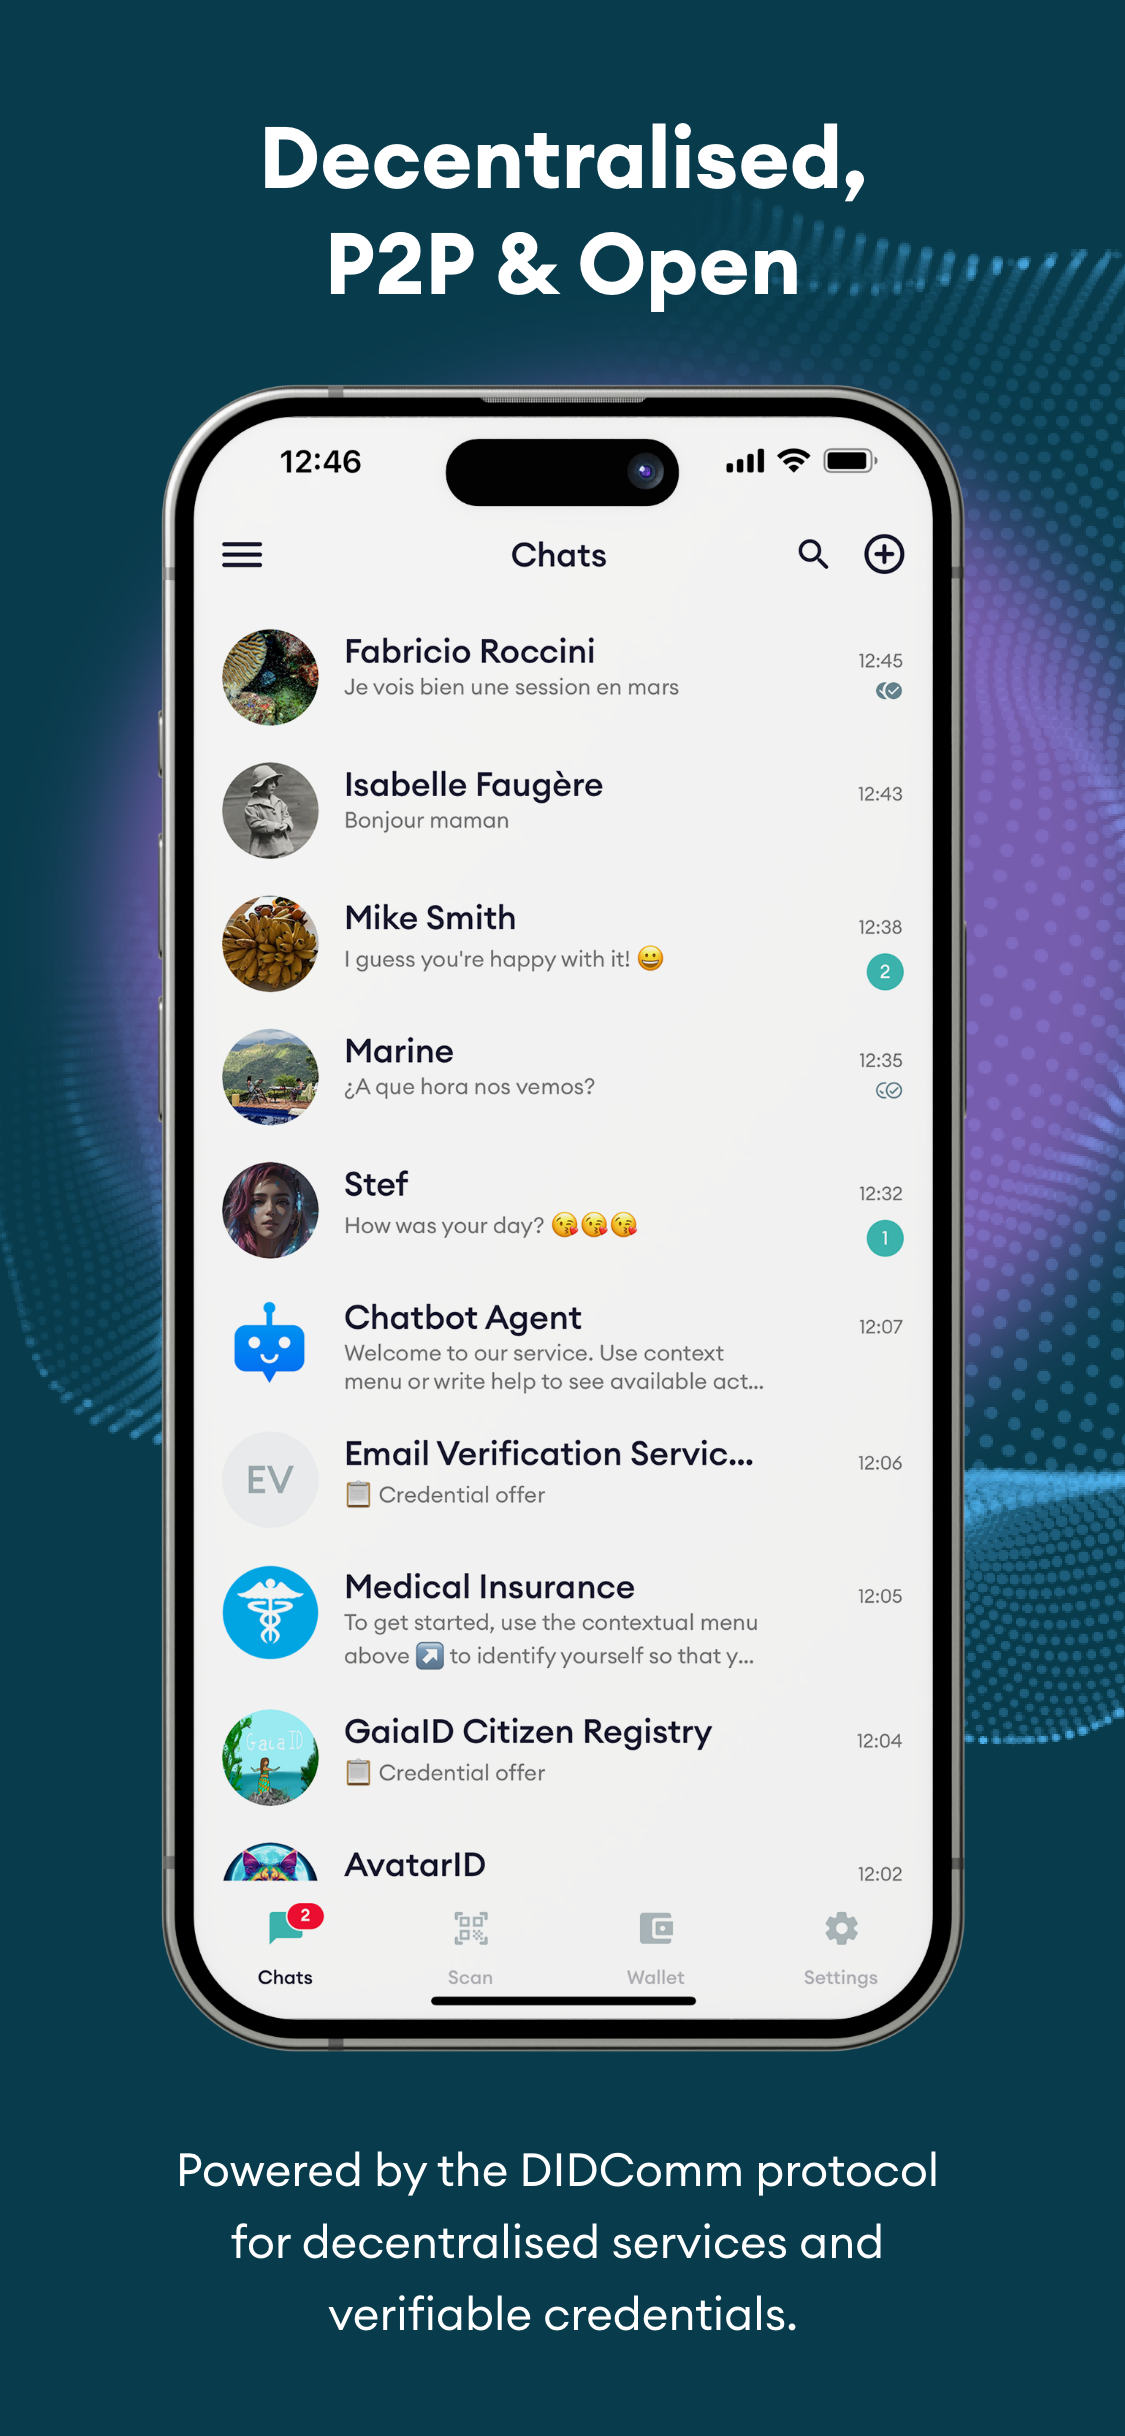 Decentralised,
P2P & Open
12:46
Chats
Fabricio Roccini
12:45
Je vois bien une session en mars
Isabelle Faugère
12:43
Bonjour maman
Mike Smith
12:38
I guess you're happy with it! 😀
2
Marine
12:35
¿A que hora nos vemos?
Stef
12:32
How was your day? 😘😘😘
1
Chatbot Agent
12:07
Welcome to our service. Use context
menu or write help to see available act...
EV
Email Verification Servic...
12:06
📋 Credential offer
Medical Insurance
12:05
To get started, use the contextual menu
above ↗️ to identify yourself so that y...
Gaia ID
GaiaID Citizen Registry
12:04
📋 Credential offer
AvatarID
12:02
2
Chats
Scan
Wallet
Settings
Powered by the DIDComm protocol
for decentralised services and
verifiable credentials.